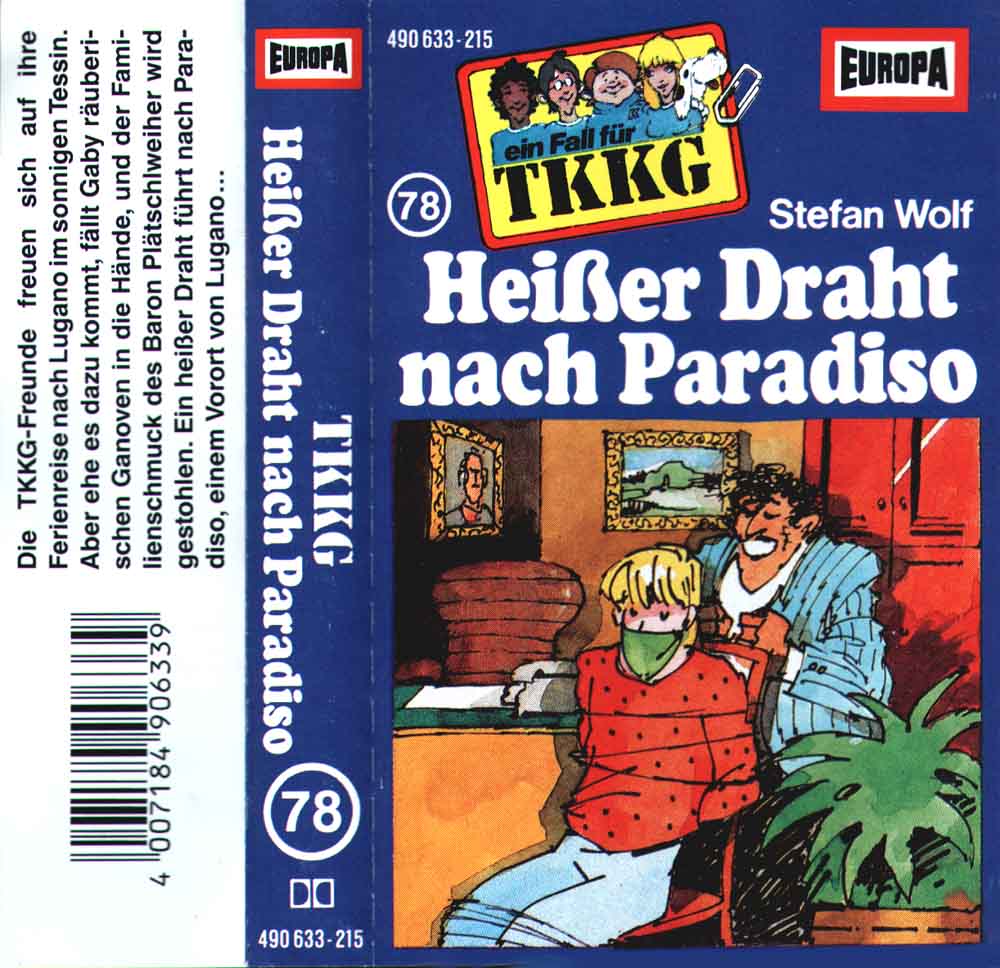 Die TKKG-Freunde freuen sich auf ihre
Ferienreise nach Lugano im sonnigen Tessin.
Aber ehe es dazu kommt, fällt Gaby räuberi-
schen Ganoven in die Hände, und der Fami-
lienschmuck des Baron Plätschlweiher wird
gestohlen. Ein heißer Draht führt nach Para-
diso, einem Vorort von Lugano...
4 007184 906339
EUROPA
TKKG
Heißer Draht nach Paradiso
78
490 633-215
490 633-215
ein Fall für
TKKG
EUROPA
78
Stefan Wolf
Heißer Draht
nach Paradiso